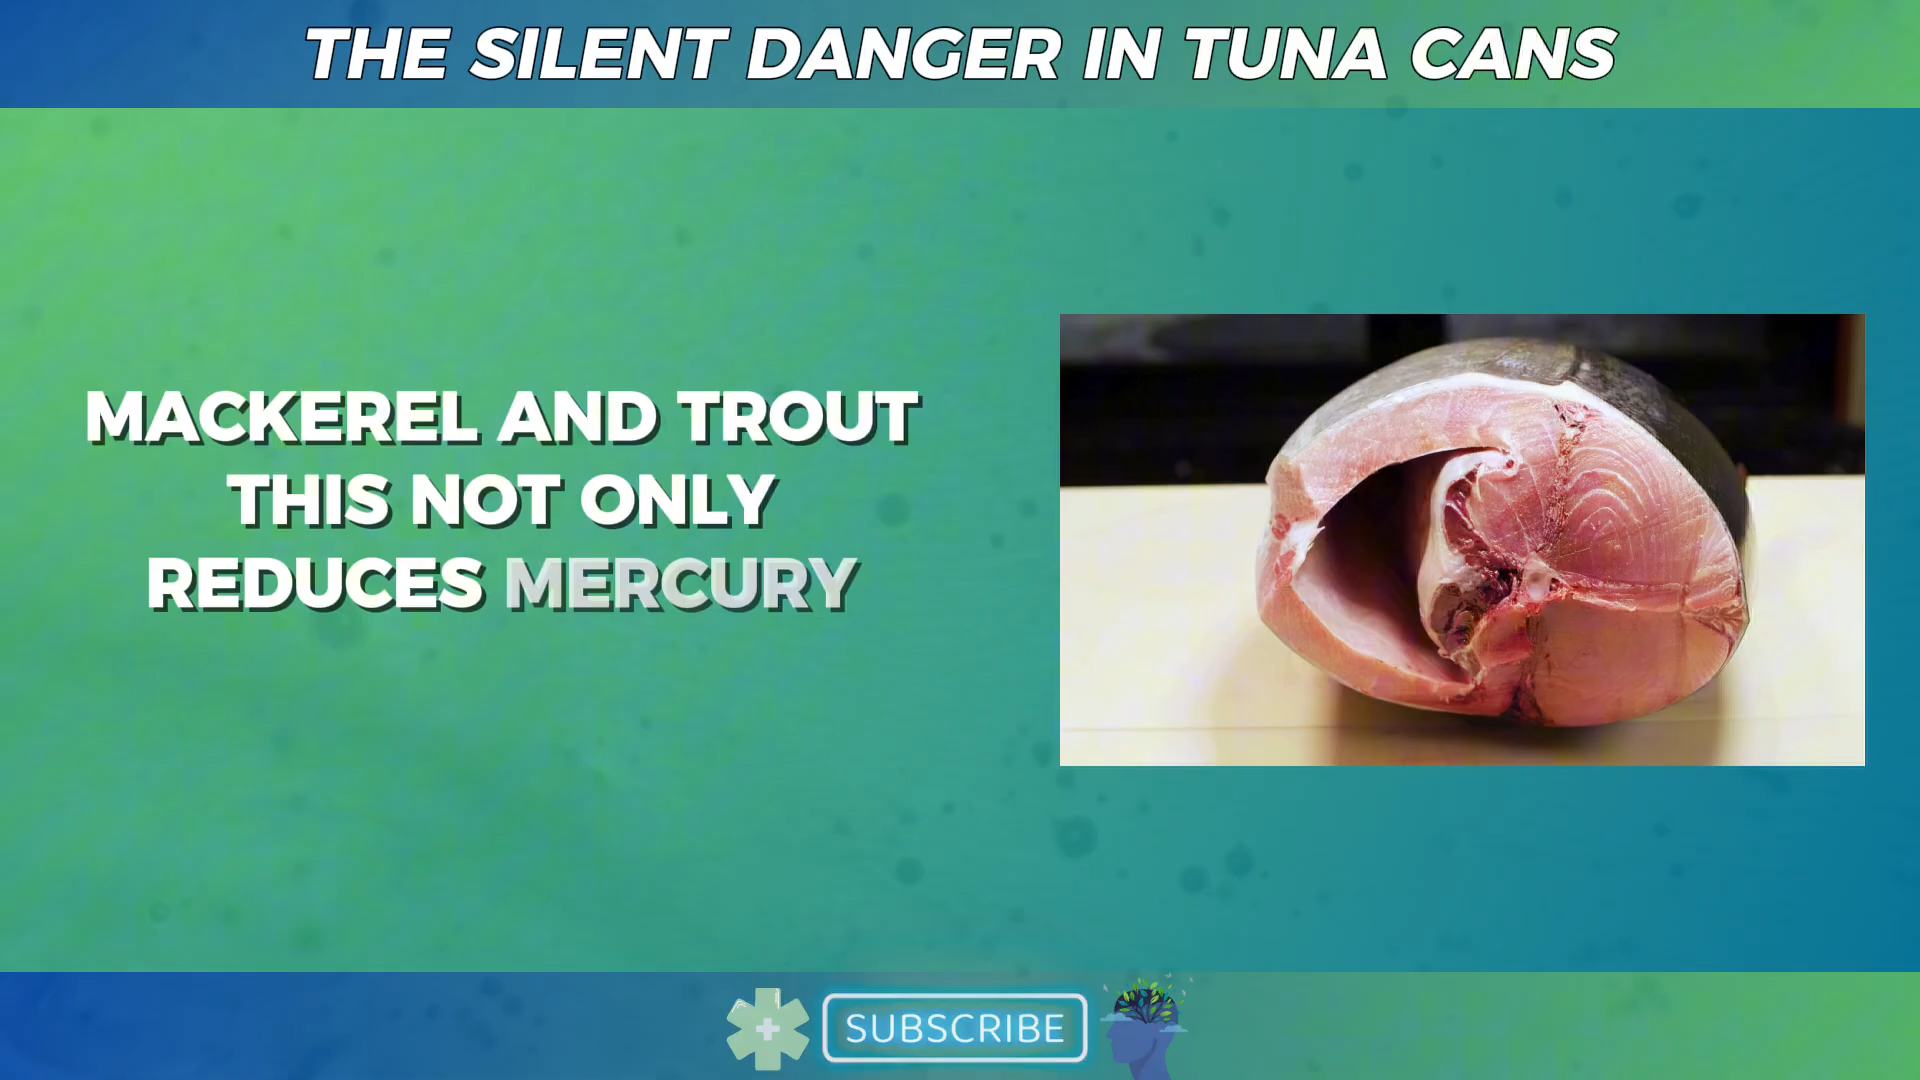 THE SILENT DANGER IN TUNA CANS
MACKEREL AND TROUT
THIS NOT ONLY
REDUCES MERCURY
SUBSCRIBE